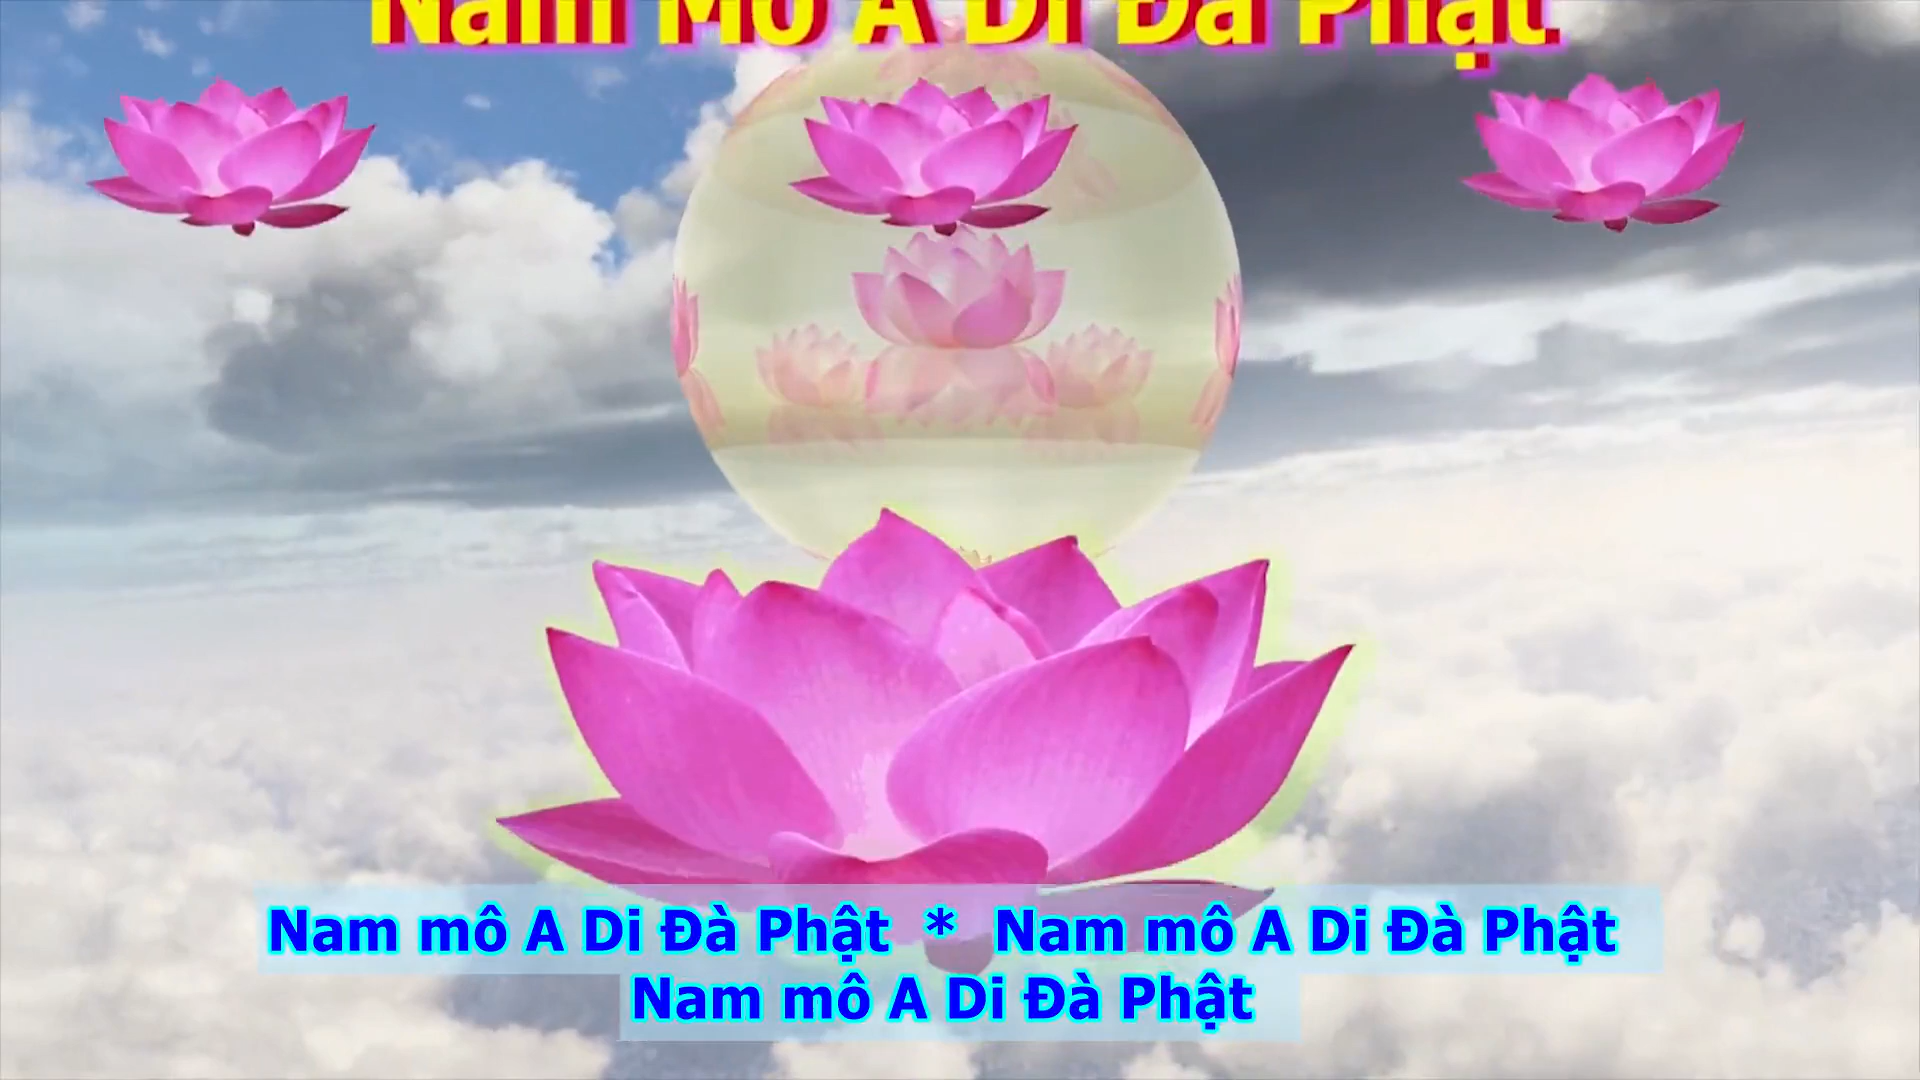 Nam Mô A Di Đà Phật
Nam mô A Di Đà Phật * Nam mô A Di Đà Phật
Nam mô A Di Đà Phật